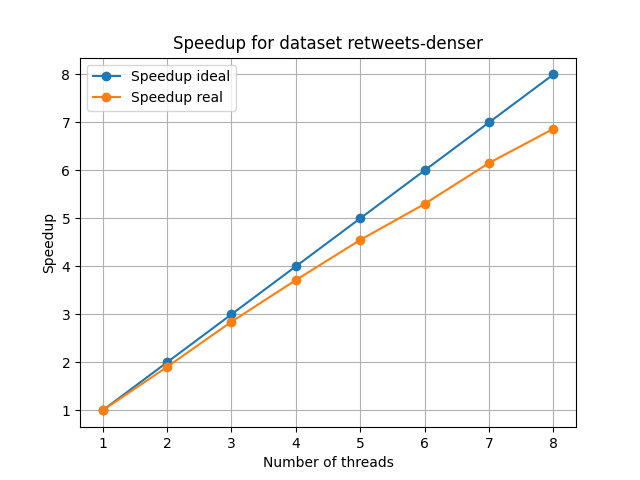 Speedup for dataset retweets-denser
Speedup ideal
Speedup real
8
7
6
5
4
3
2
1
Speedup
1 2 3 4 5 6 7 8
Number of threads